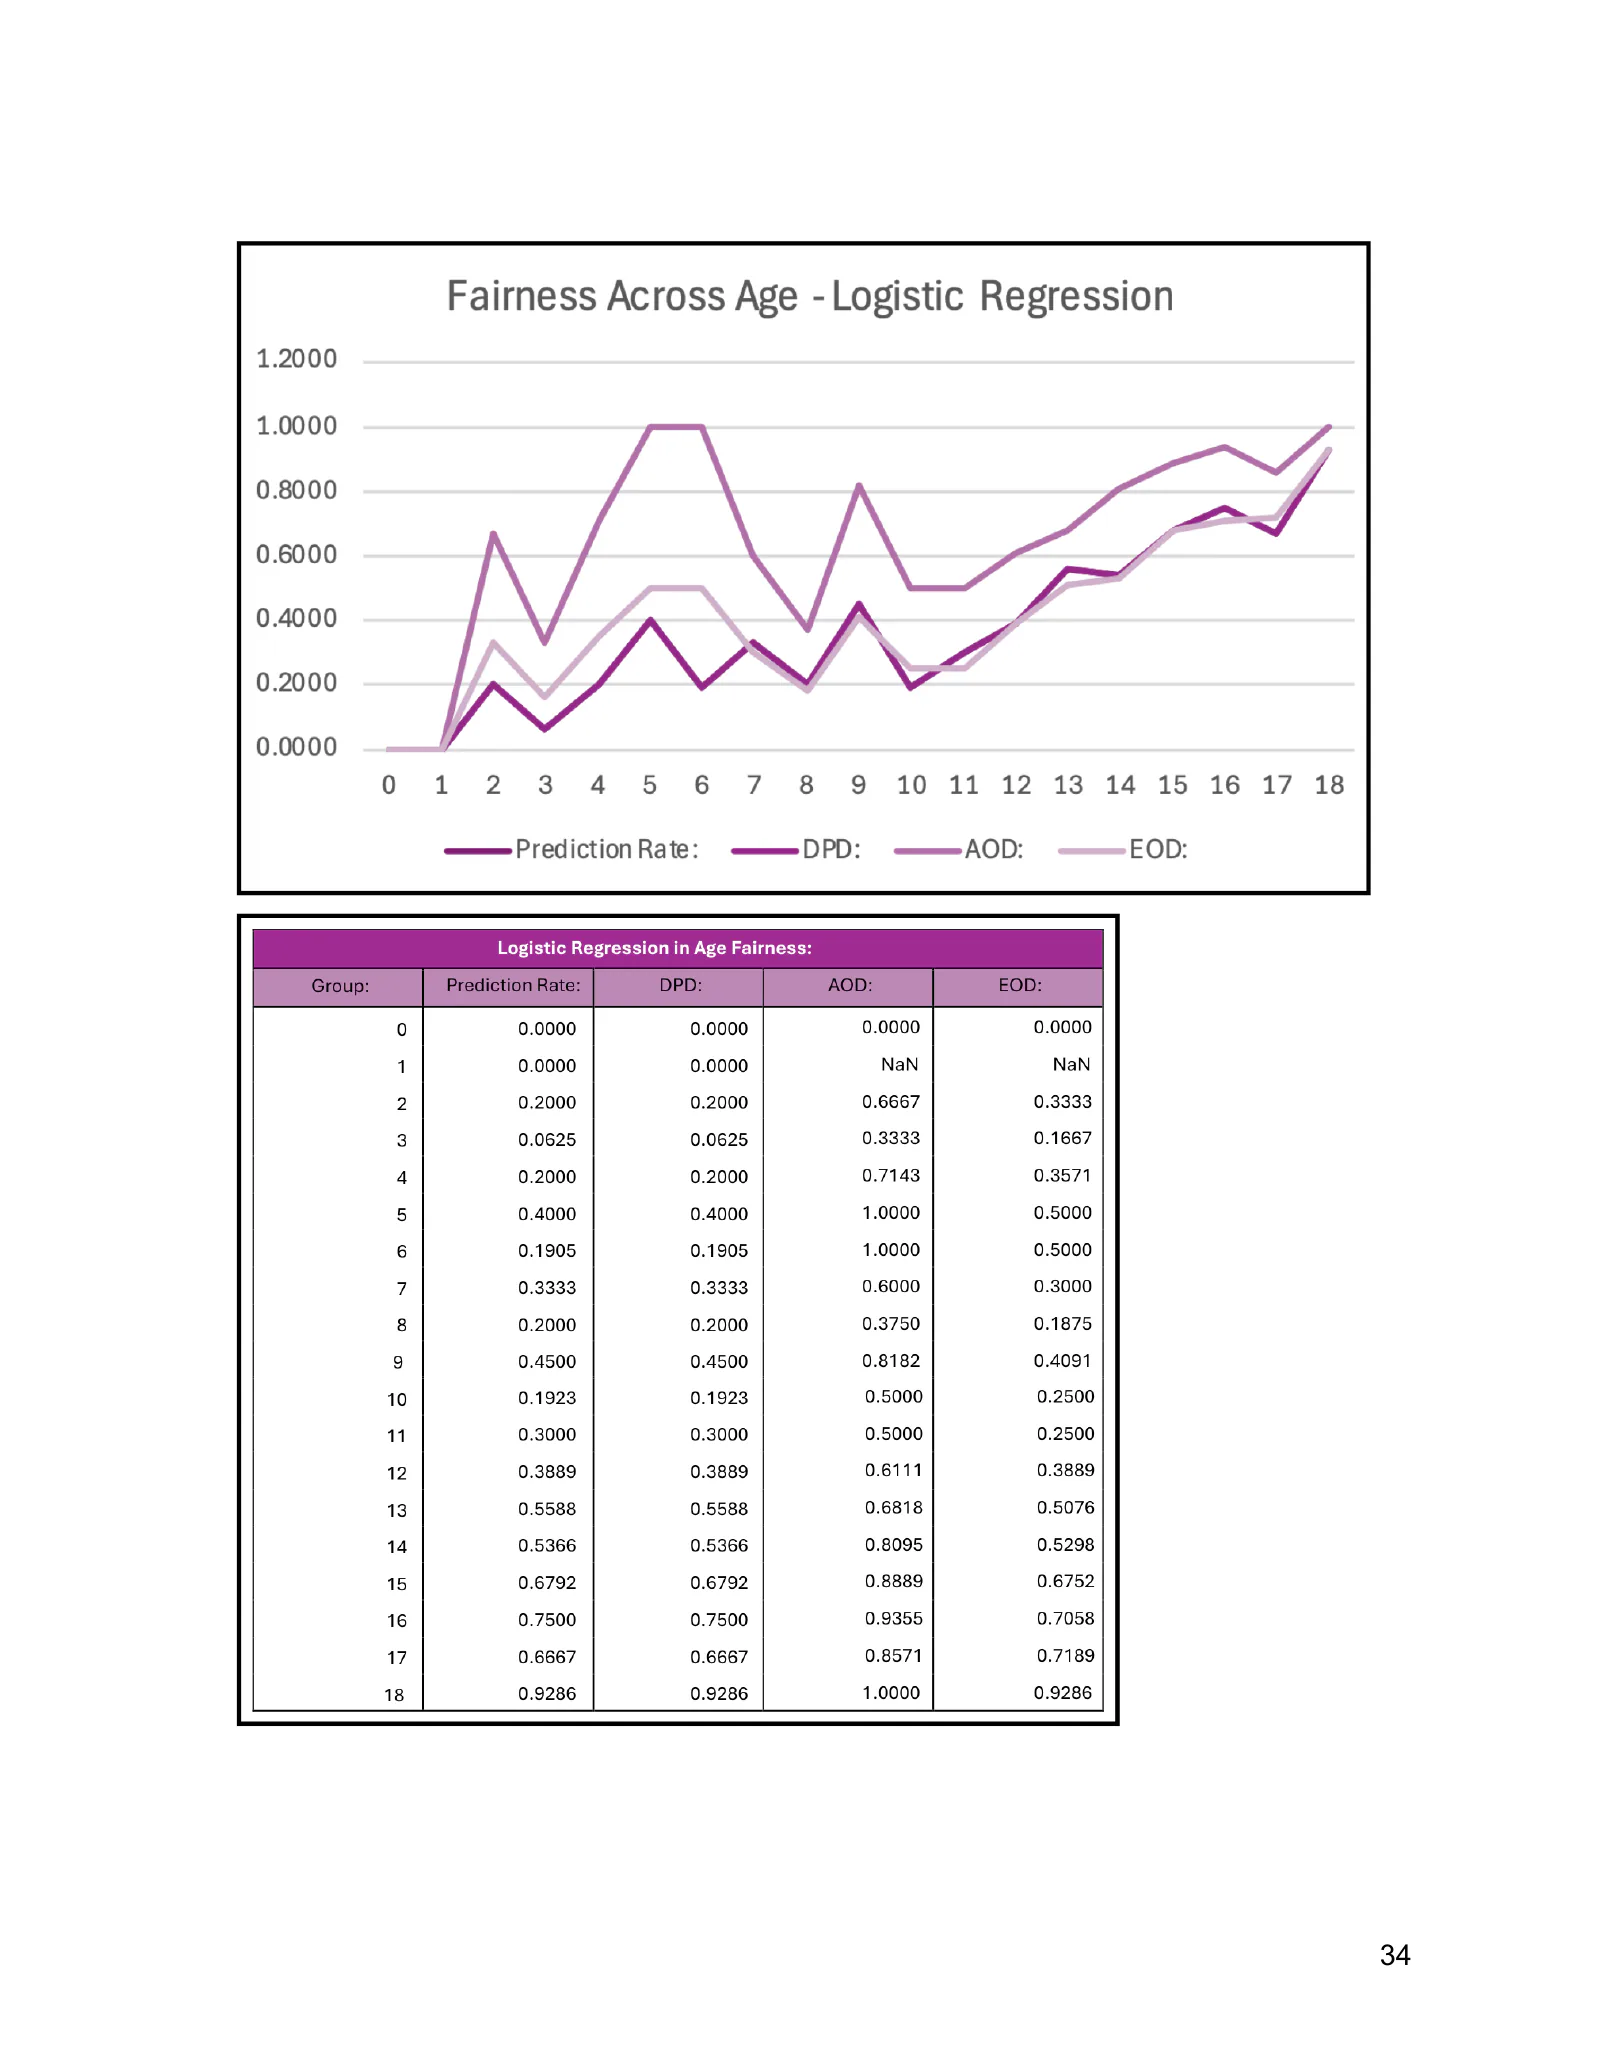 Fairness Across Age - Logistic Regression
1.2000
1.0000
0.8000
0.6000
0.4000
0.2000
0.0000
0 1 2 3 4 5 6 7 8 9 10 11 12 13 14 15 16 17 18
Prediction Rate: DPD: AOD: EOD:
Logistic Regression in Age Fairness:
Group: Prediction Rate: DPD: AOD: EOD:
0 0.0000 0.0000 0.0000 0.0000
1 0.0000 0.0000 NaN NaN
2 0.2000 0.2000 0.6667 0.3333
3 0.0625 0.0625 0.3333 0.1667
4 0.2000 0.2000 0.7143 0.3571
5 0.4000 0.4000 1.0000 0.5000
6 0.1905 0.1905 1.0000 0.5000
7 0.3333 0.3333 0.6000 0.3000
8 0.2000 0.2000 0.3750 0.1875
9 0.4500 0.4500 0.8182 0.4091
10 0.1923 0.1923 0.5000 0.2500
11 0.3000 0.3000 0.5000 0.2500
12 0.3889 0.3889 0.6111 0.3889
13 0.5588 0.5588 0.6818 0.5076
14 0.5366 0.5366 0.8095 0.5298
15 0.6792 0.6792 0.8889 0.6752
16 0.7500 0.7500 0.9355 0.7058
17 0.6667 0.6667 0.8571 0.7189
18 0.9286 0.9286 1.0000 0.9286
34